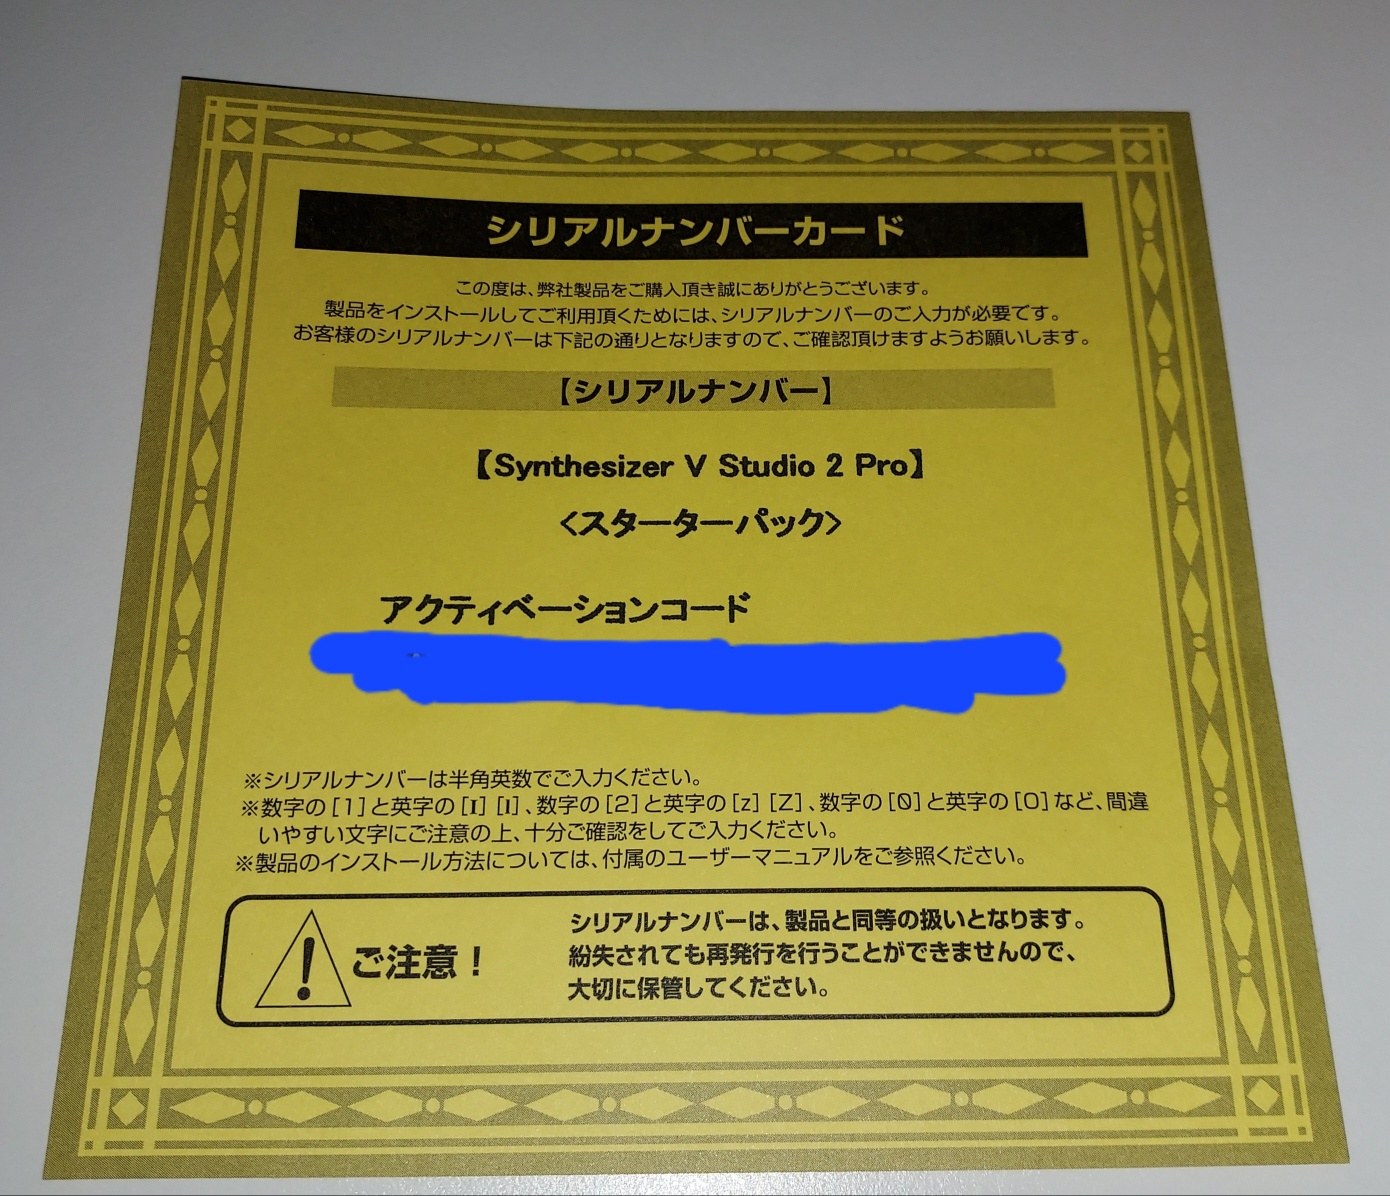 シリアルナンバーカード
この度は、弊社製品をご購入頂き誠にありがとうございます。
製品をインストールしてご利用頂くためには、シリアルナンバーのご入力が必要です。
お客様のシリアルナンバーは下記の通りとなりますので、ご確認頂けますようお願いします。
【シリアルナンバー】
【Synthesizer V Studio 2 Pro】
<スターターパック>
アクティベーションコード
※シリアルナンバーは半角英数でご入力ください。
※数字の[1]と英字の[I] [I]、数字の[2]と英字の[z] [Z]、数字の[0]と英字の[O]など、間違
いやすい文字にご注意の上、十分ご確認をしてご入力ください。
※製品のインストール方法については、付属のユーザーマニュアルをご参照ください。
ご注意！
シリアルナンバーは、製品と同等の扱いとなります。
紛失されても再発行を行うことができませんので、
大切に保管してください。